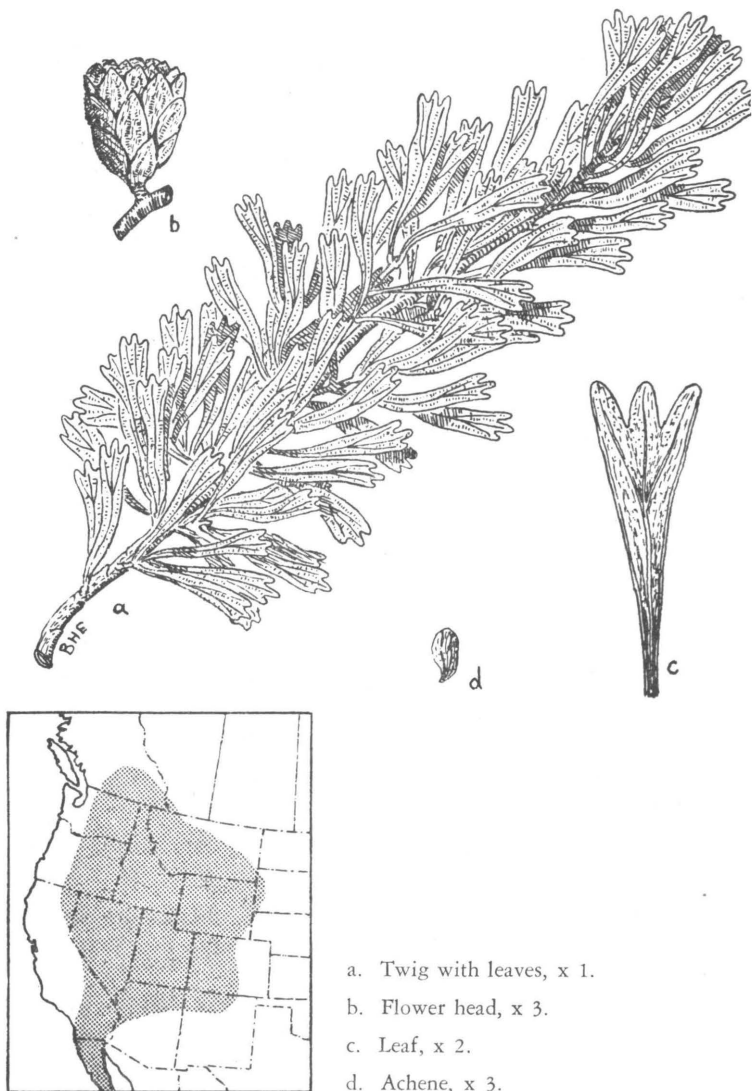 b
a
BHE
d
c
a. Twig with leaves, x 1.
b. Flower head, x 3.
c. Leaf, x 2.
d. Achene, x 3.